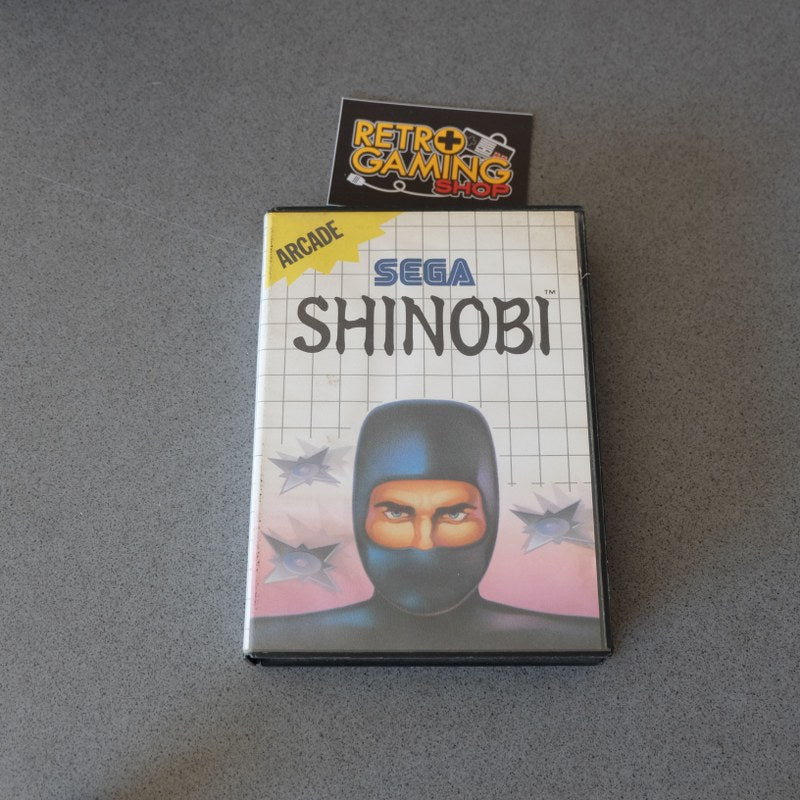 RETRO
GAMING
SHOP
ARCADE
SEGA
SHINOBI™